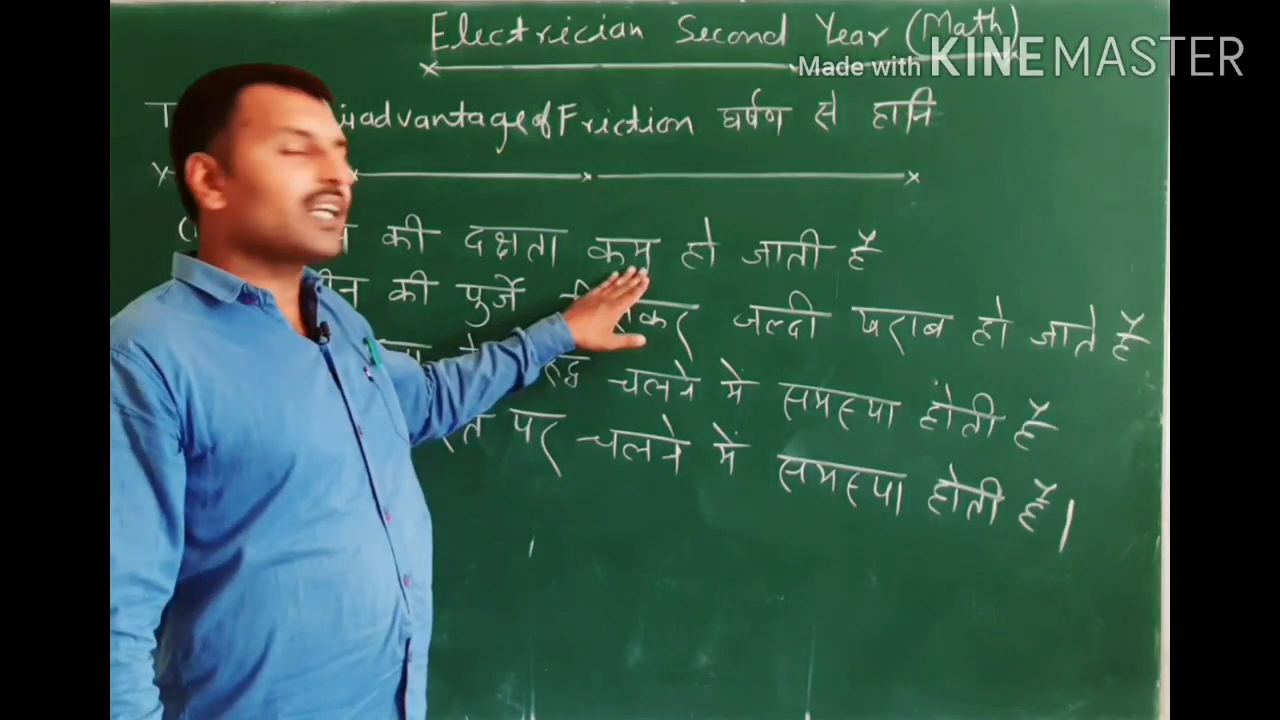 Electrician Second Year (Math)
Made with KINEMASTER
of Friction घर्षण से हानि
की दक्षता कम हो जाती है
की पुर्जे जल्दी खराब हो जाते है
चलने में समस्या होती है
पर चलने में समस्या होती है।